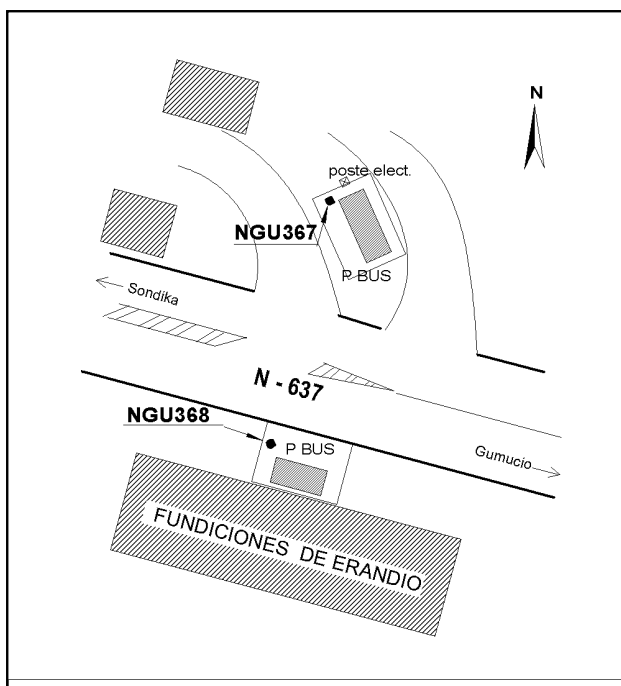 N
poste elect.
NGU367
P BUS
Sondika
N - 637
NGU368
P BUS
Gumucio
FUNDICIONES DE ERANDIO